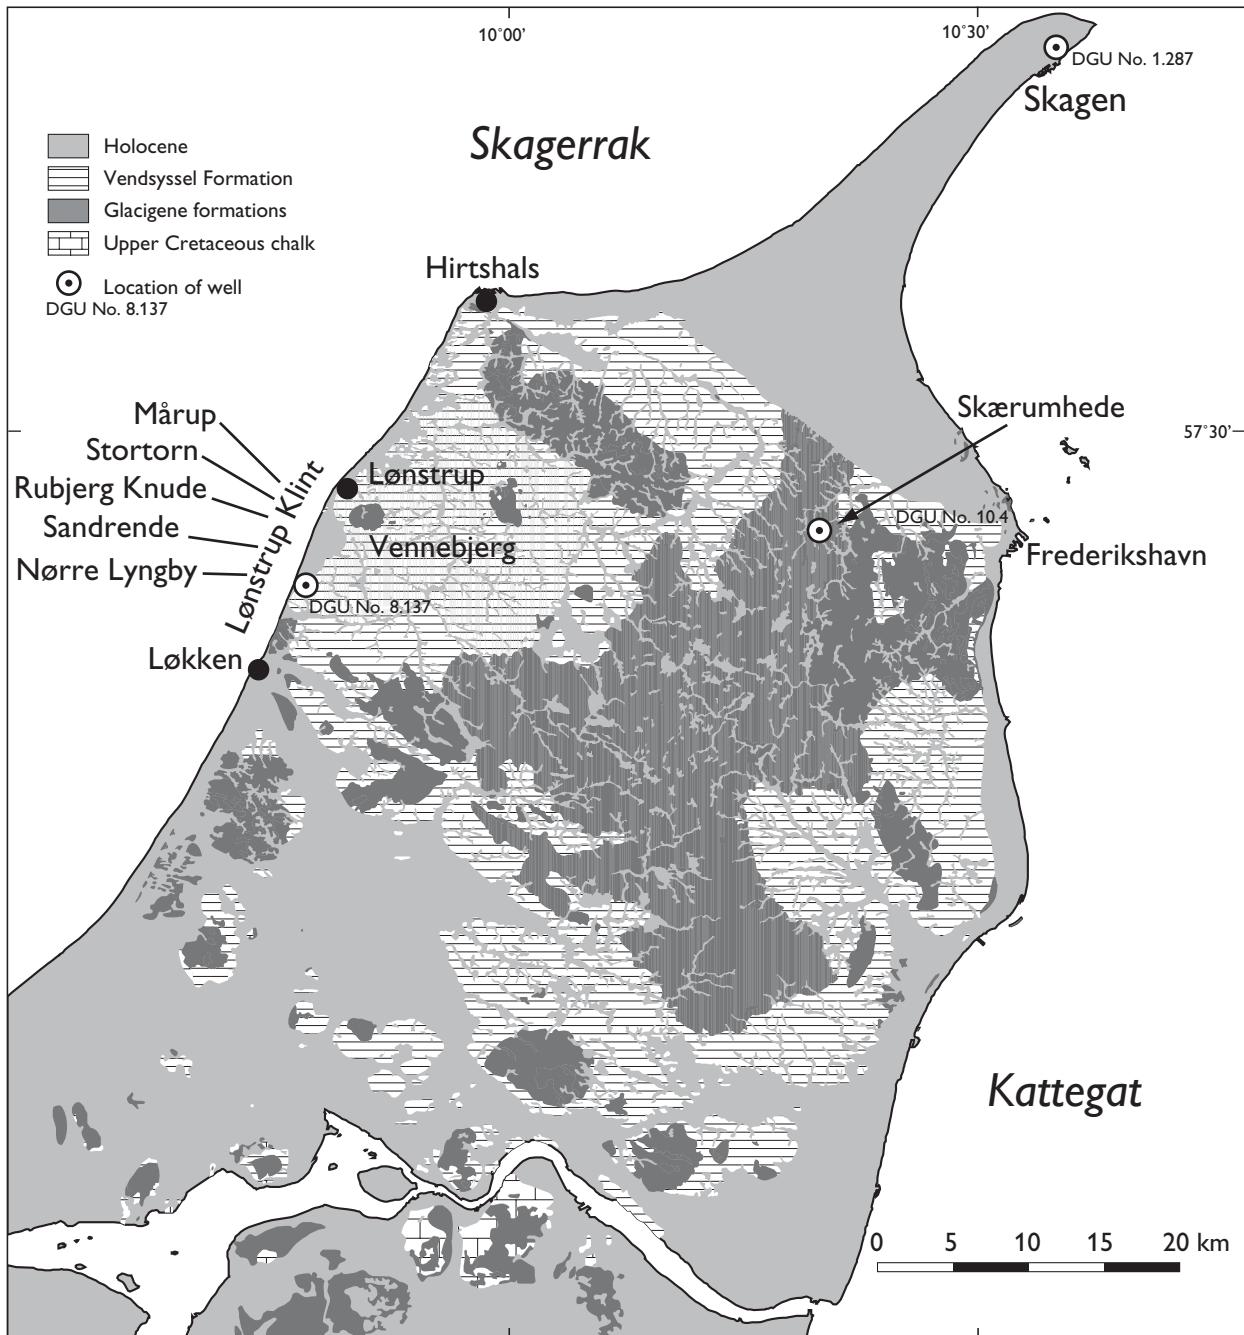 10°00'
10°30'
DGU No. 1.287
Skagen
Skagerrak
Holocene
Vendsyssel Formation
Glacigene formations
Upper Cretaceous chalk
Location of well
DGU No. 8.137
Hirtshals
Mårup
Stortorn
Rubjerg Knude
Sandrende
Nørre Lyngby
Lønstrup Klint
Lønstrup
Vennebjerg
DGU No. 8.137
Løkken
Skærumhede
57°30'
DGU No. 10.4
Frederikshavn
Kattegat
0 5 10 15 20 km